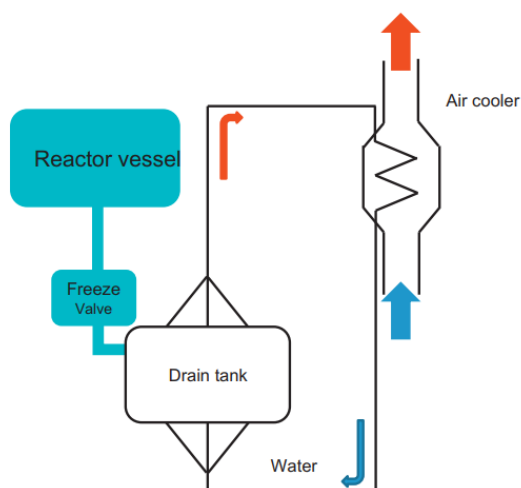 Air cooler
Reactor vessel
Freeze
Valve
Drain tank
Water